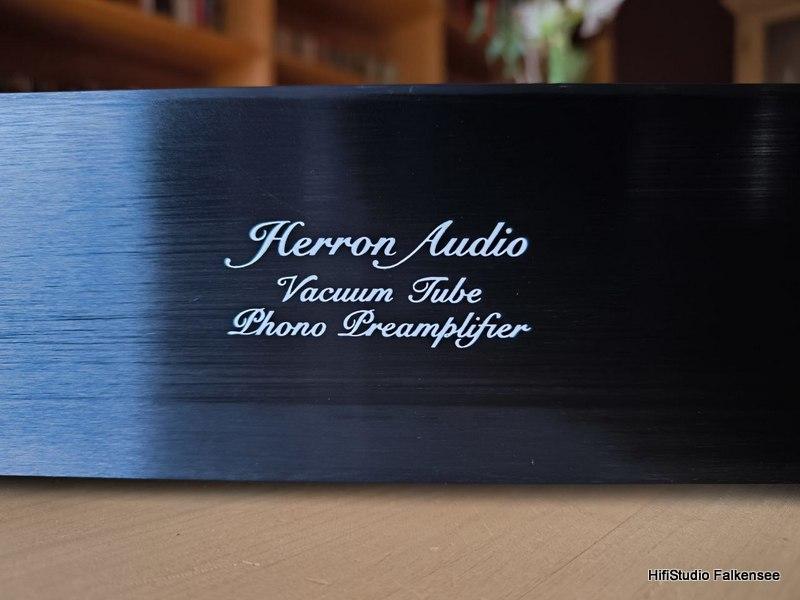 Herron Audio
Vacuum Tube
Phono Preamplifier
HifiStudio Falkensee